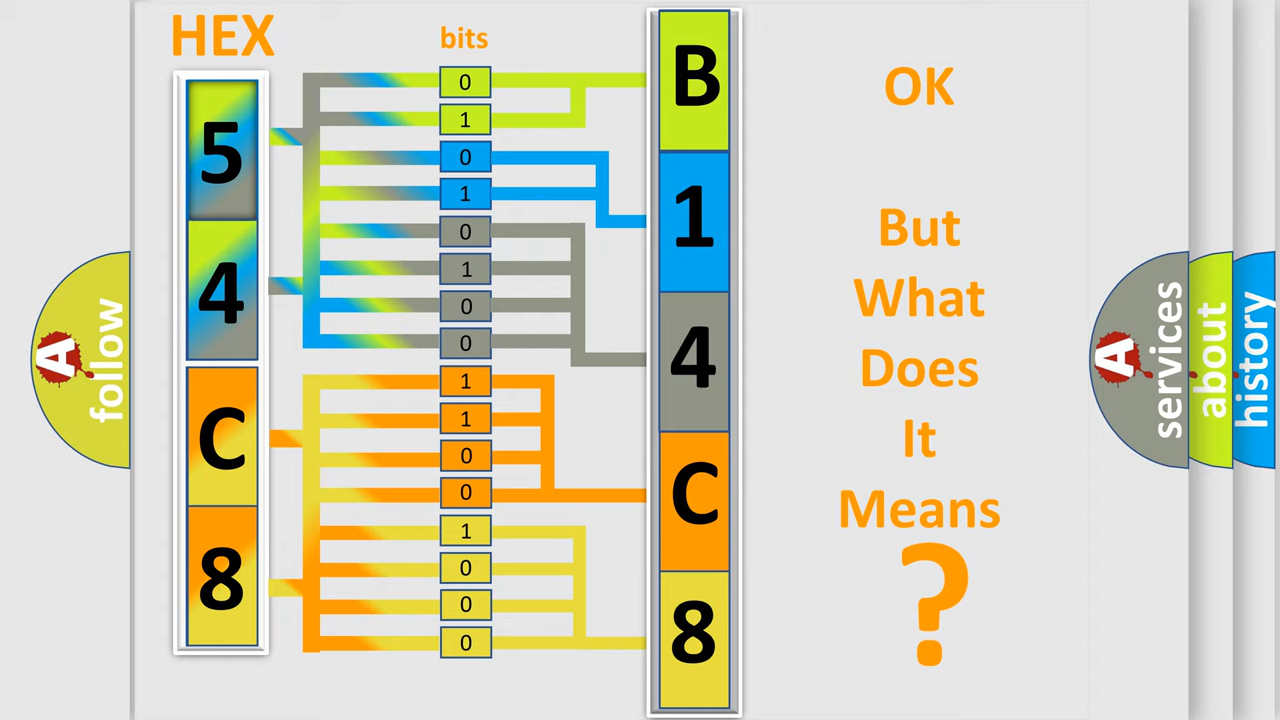 HEX
bits
5
4
C
8
0
1
0
1
0
1
0
0
1
1
0
0
1
0
0
0
B
1
4
C
8
OK
But
What
Does
It
Means
?
A
follow
A
services
about
history